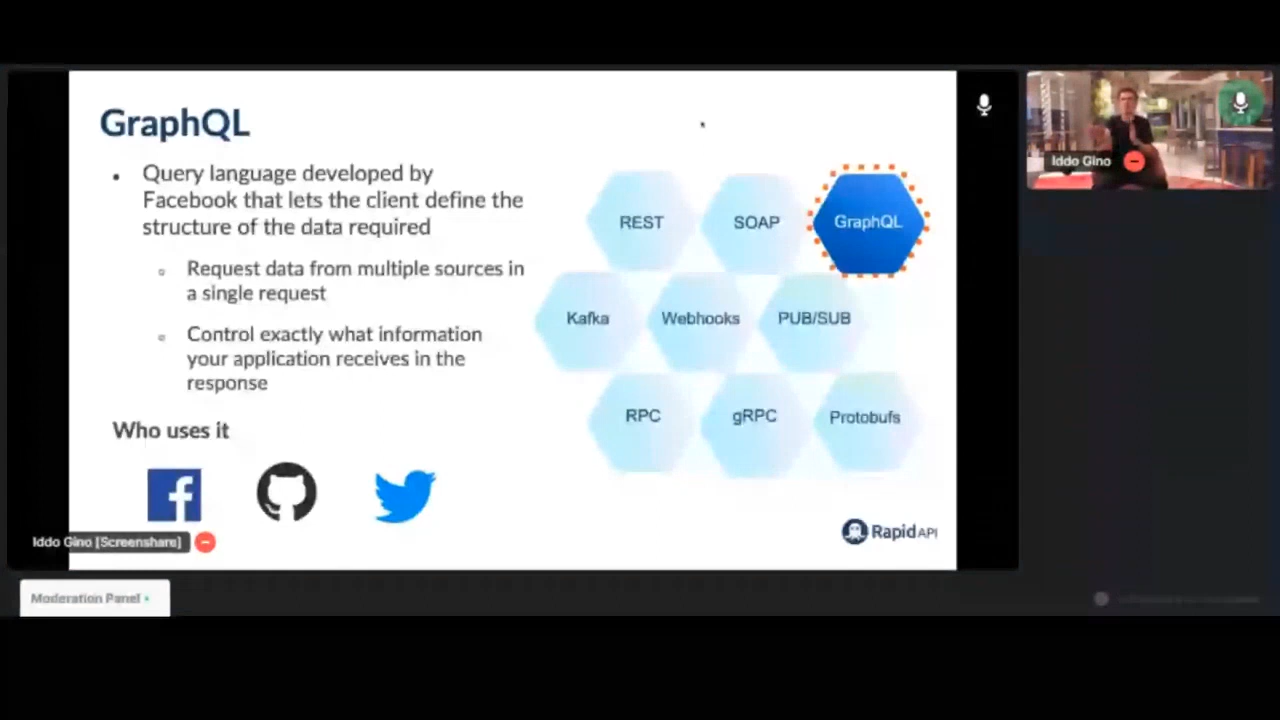 GraphQL
• Query language developed by
Facebook that lets the client define the
structure of the data required
Request data from multiple sources in
a single request
Control exactly what information
your application receives in the
response
Who uses it
REST
SOAP
GraphQL
Kafka
Webhooks
PUB/SUB
RPC
gRPC
Protobufs
RapidAPI
Iddo Gino [Screenshare]
Iddo Gino
Moderation Panel